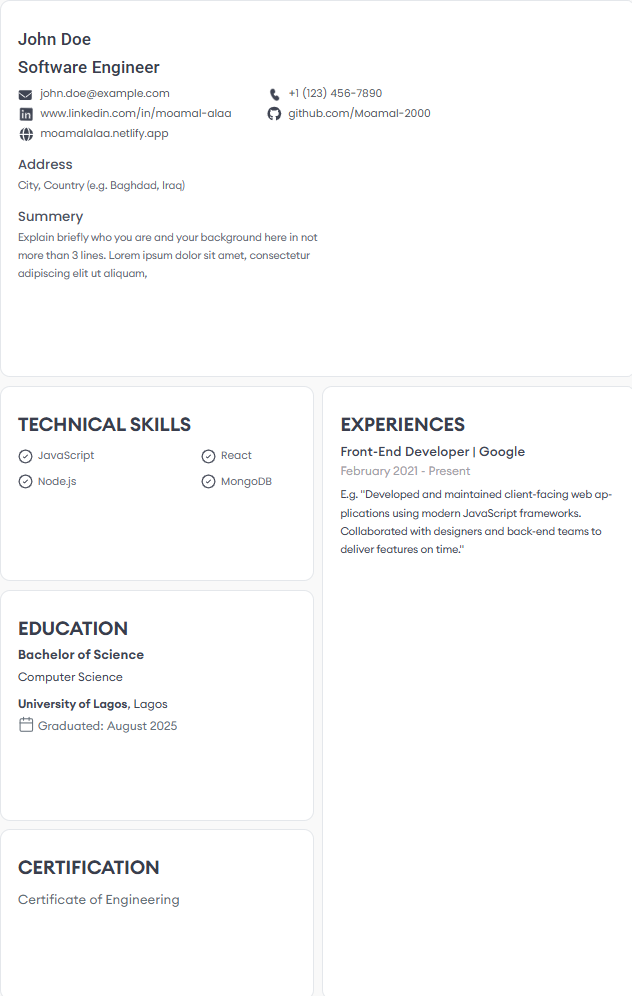 John Doe
Software Engineer
john.doe@example.com
+1 (123) 456-7890
www.linkedin.com/in/moamal-alaa
github.com/Moamal-2000
moamalalaa.netlify.app
Address
City, Country (e.g. Baghdad, Iraq)
Summery
Explain briefly who you are and your background here in not
more than 3 lines. Lorem ipsum dolor sit amet, consectetur
adipiscing elit ut aliquam,
TECHNICAL SKILLS
JavaScript
React
Node.js
MongoDB
EDUCATION
Bachelor of Science
Computer Science
University of Lagos, Lagos
Graduated: August 2025
CERTIFICATION
Certificate of Engineering
EXPERIENCES
Front-End Developer | Google
February 2021 - Present
E.g. "Developed and maintained client-facing web ap-
plications using modern JavaScript frameworks.
Collaborated with designers and back-end teams to
deliver features on time."